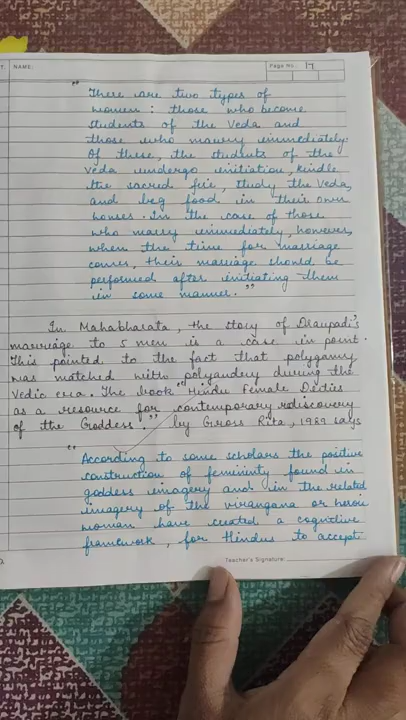 NAME:
Page No. 17
"There are two types of
women : those who become
students of the Veda and
those who marry immediately.
Of these, the students of the
Veda undergo initiation, kindle
the sacred fire, study the Veda,
and beg food in their own
houses. In the case of those
who marry immediately, however,
when the time for marriage
comes, their marriage should be
performed after initiating them
in some manner."
In Mahabharata, the story of Draupadi's
marriage to 5 men is a case in point.
This pointed to the fact that polygamy
was matched with polyandry during the
Vedic era. The book "Hindu Female Deities
as a resource for contemporary rediscovery
of the Goddess." by Gross Rita, 1989 says
"According to some scholars the positive
construction of femininity found in
goddess imagery and in the related
imagery of the virangana or heroic
woman have created a cognitive
framework, for Hindus to accept
Teacher's Signature